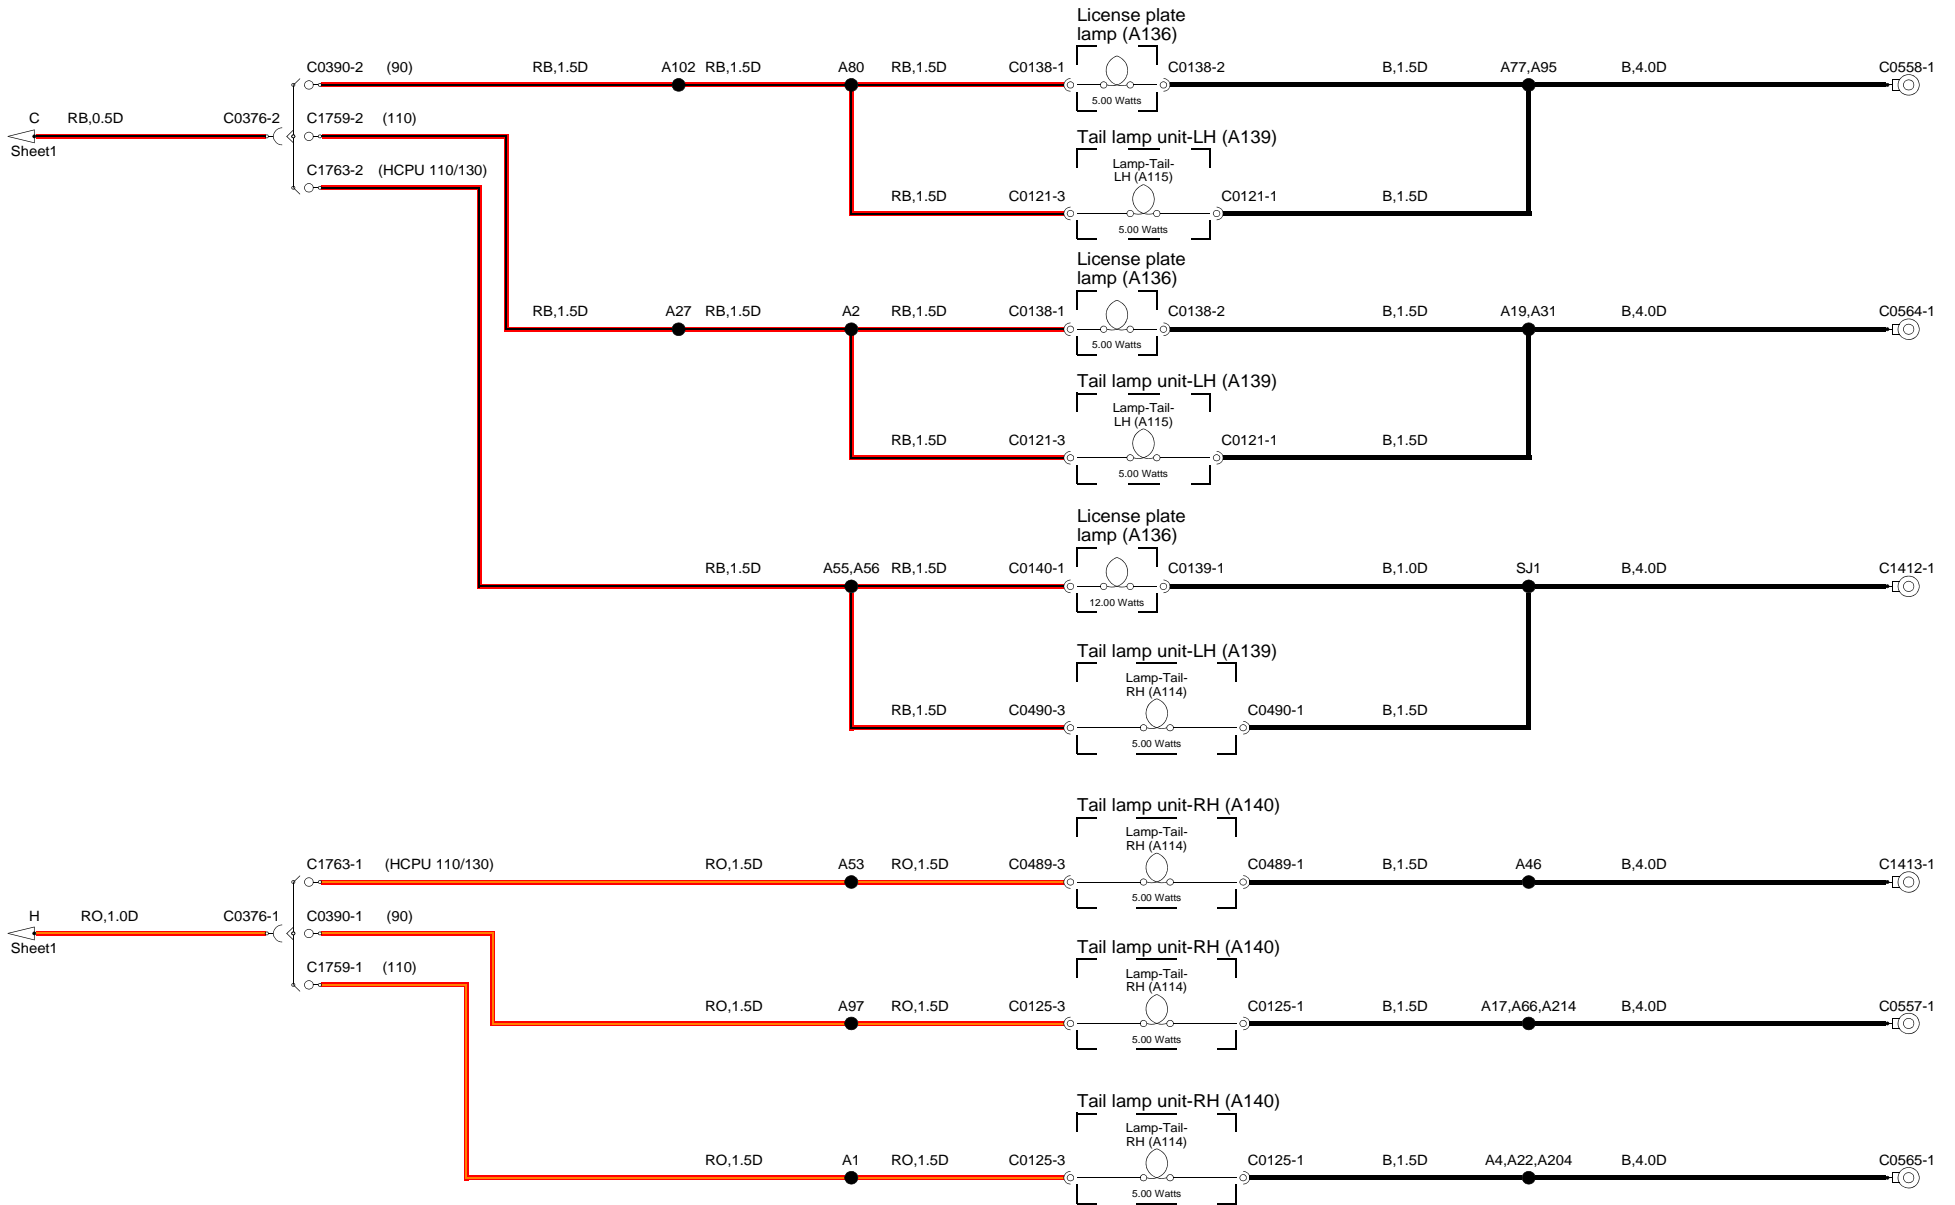 License plate
lamp (A136)
C0390-2 (90) RB,1.5D A102 RB,1.5D A80 RB,1.5D C0138-1 C0138-2 B,1.5D A77,A95 B,4.0D C0558-1
5.00 Watts
C RB,0.5D C0376-2 C1759-2 (110)
Sheet1
Tail lamp unit-LH (A139)
C1763-2 (HCPU 110/130)
Lamp-Tail-
LH (A115)
RB,1.5D C0121-3 C0121-1 B,1.5D
5.00 Watts
License plate
lamp (A136)
RB,1.5D A27 RB,1.5D A2 RB,1.5D C0138-1 C0138-2 B,1.5D A19,A31 B,4.0D C0564-1
5.00 Watts
Tail lamp unit-LH (A139)
Lamp-Tail-
LH (A115)
RB,1.5D C0121-3 C0121-1 B,1.5D
5.00 Watts
License plate
lamp (A136)
RB,1.5D A55,A56 RB,1.5D C0140-1 C0139-1 B,1.0D SJ1 B,4.0D C1412-1
12.00 Watts
Tail lamp unit-LH (A139)
Lamp-Tail-
RH (A114)
RB,1.5D C0490-3 C0490-1 B,1.5D
5.00 Watts
Tail lamp unit-RH (A140)
Lamp-Tail-
RH (A114)
C1763-1 (HCPU 110/130) RO,1.5D A53 RO,1.5D C0489-3 C0489-1 B,1.5D A46 B,4.0D C1413-1
5.00 Watts
H RO,1.0D C0376-1 C0390-1 (90)
Sheet1
Tail lamp unit-RH (A140)
C1759-1 (110)
Lamp-Tail-
RH (A114)
RO,1.5D A97 RO,1.5D C0125-3 C0125-1 B,1.5D A17,A66,A214 B,4.0D C0557-1
5.00 Watts
Tail lamp unit-RH (A140)
Lamp-Tail-
RH (A114)
RO,1.5D A1 RO,1.5D C0125-3 C0125-1 B,1.5D A4,A22,A204 B,4.0D C0565-1
5.00 Watts